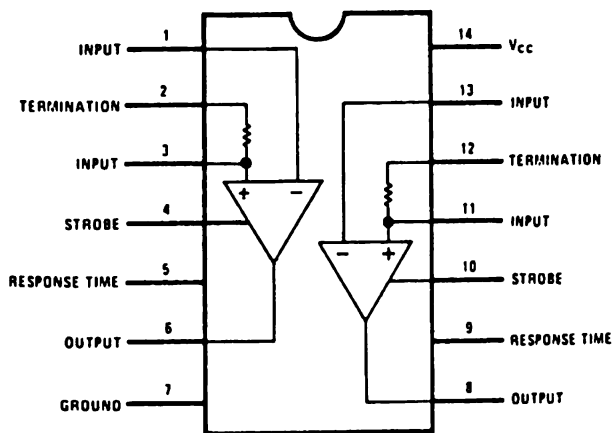 INPUT 1
TERMINATION 2
INPUT 3
STROBE 4
RESPONSE TIME 5
OUTPUT 6
GROUND 7
14 Vcc
13 INPUT
12 TERMINATION
11 INPUT
10 STROBE
9 RESPONSE TIME
8 OUTPUT
+ −
− +